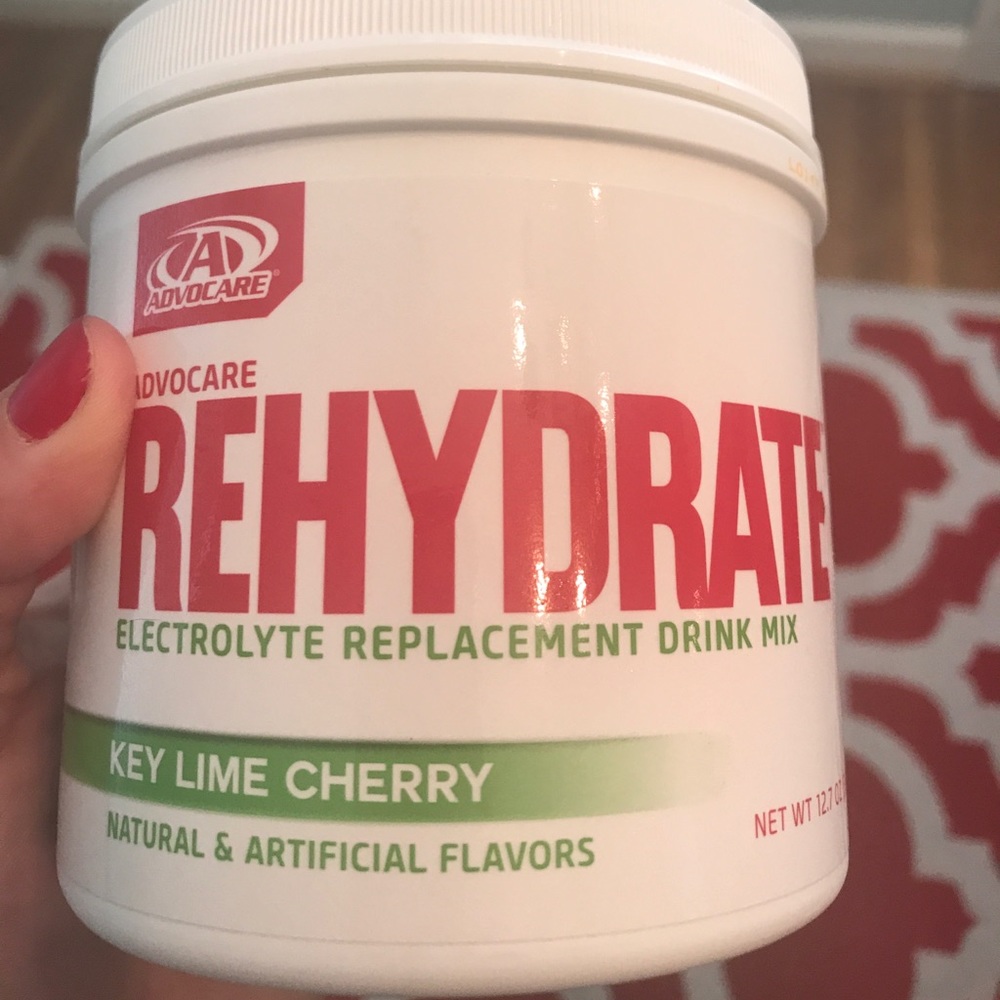 A
ADVOCARE®
ADVOCARE
REHYDRATE
ELECTROLYTE REPLACEMENT DRINK MIX
KEY LIME CHERRY
NATURAL & ARTIFICIAL FLAVORS
NET WT 12.7 OZ